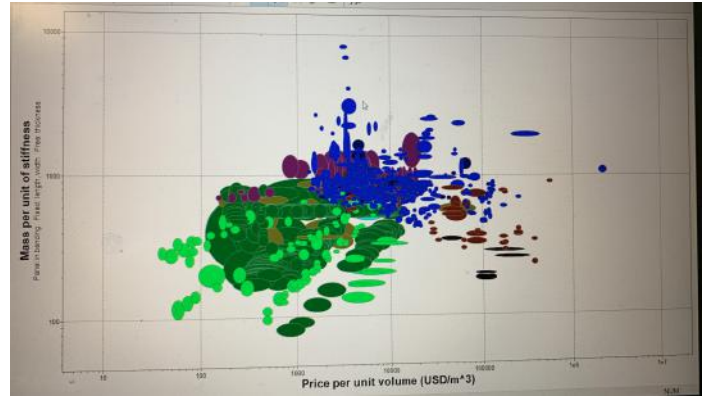 10000
Mass per unit of stiffness
Panel in bending. Fixed: length, width. Free: thickness
1000
100
10
100
1000
10000
100000
1e6
1e7
Price per unit volume (USD/m^3)